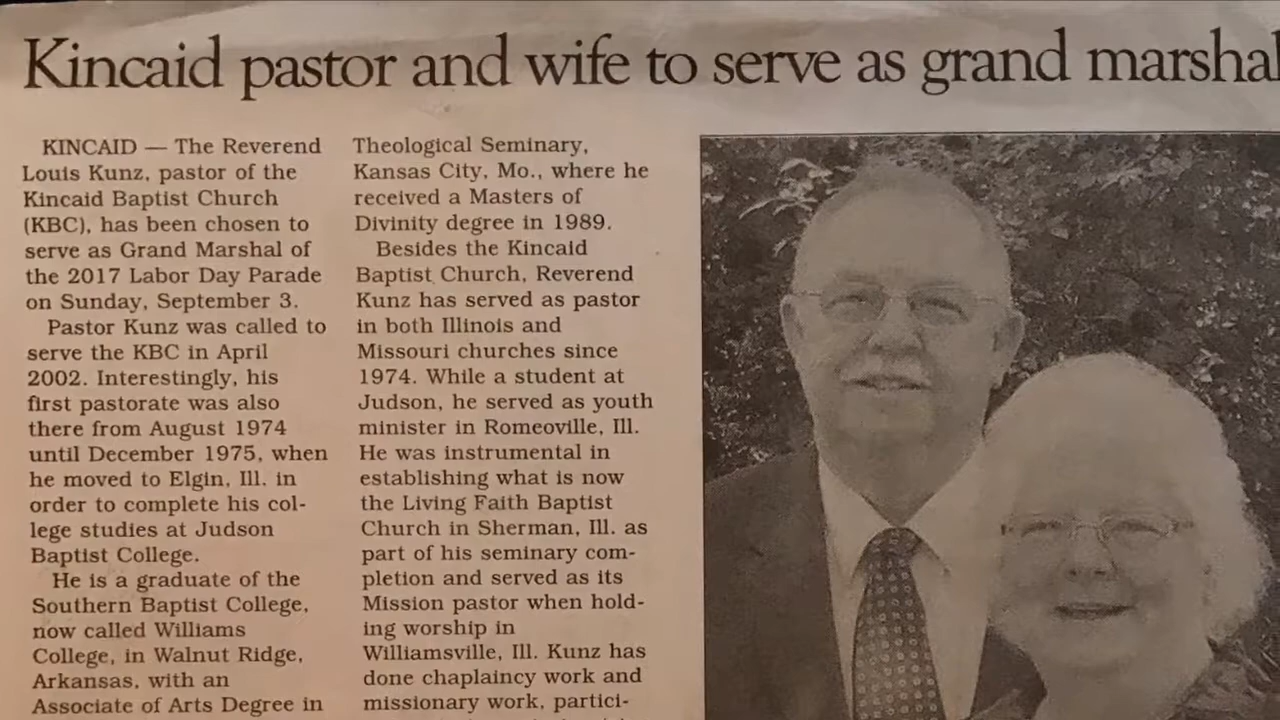 Kincaid pastor and wife to serve as grand marshal
KINCAID — The Reverend
Louis Kunz, pastor of the
Kincaid Baptist Church
(KBC), has been chosen to
serve as Grand Marshal of
the 2017 Labor Day Parade
on Sunday, September 3.
Pastor Kunz was called to
serve the KBC in April
2002. Interestingly, his
first pastorate was also
there from August 1974
until December 1975, when
he moved to Elgin, Ill. in
order to complete his col-
lege studies at Judson
Baptist College.
He is a graduate of the
Southern Baptist College,
now called Williams
College, in Walnut Ridge,
Arkansas, with an
Associate of Arts Degree in
Theological Seminary,
Kansas City, Mo., where he
received a Masters of
Divinity degree in 1989.
Besides the Kincaid
Baptist Church, Reverend
Kunz has served as pastor
in both Illinois and
Missouri churches since
1974. While a student at
Judson, he served as youth
minister in Romeoville, Ill.
He was instrumental in
establishing what is now
the Living Faith Baptist
Church in Sherman, Ill. as
part of his seminary com-
pletion and served as its
Mission pastor when hold-
ing worship in
Williamsville, Ill. Kunz has
done chaplaincy work and
missionary work, partici-